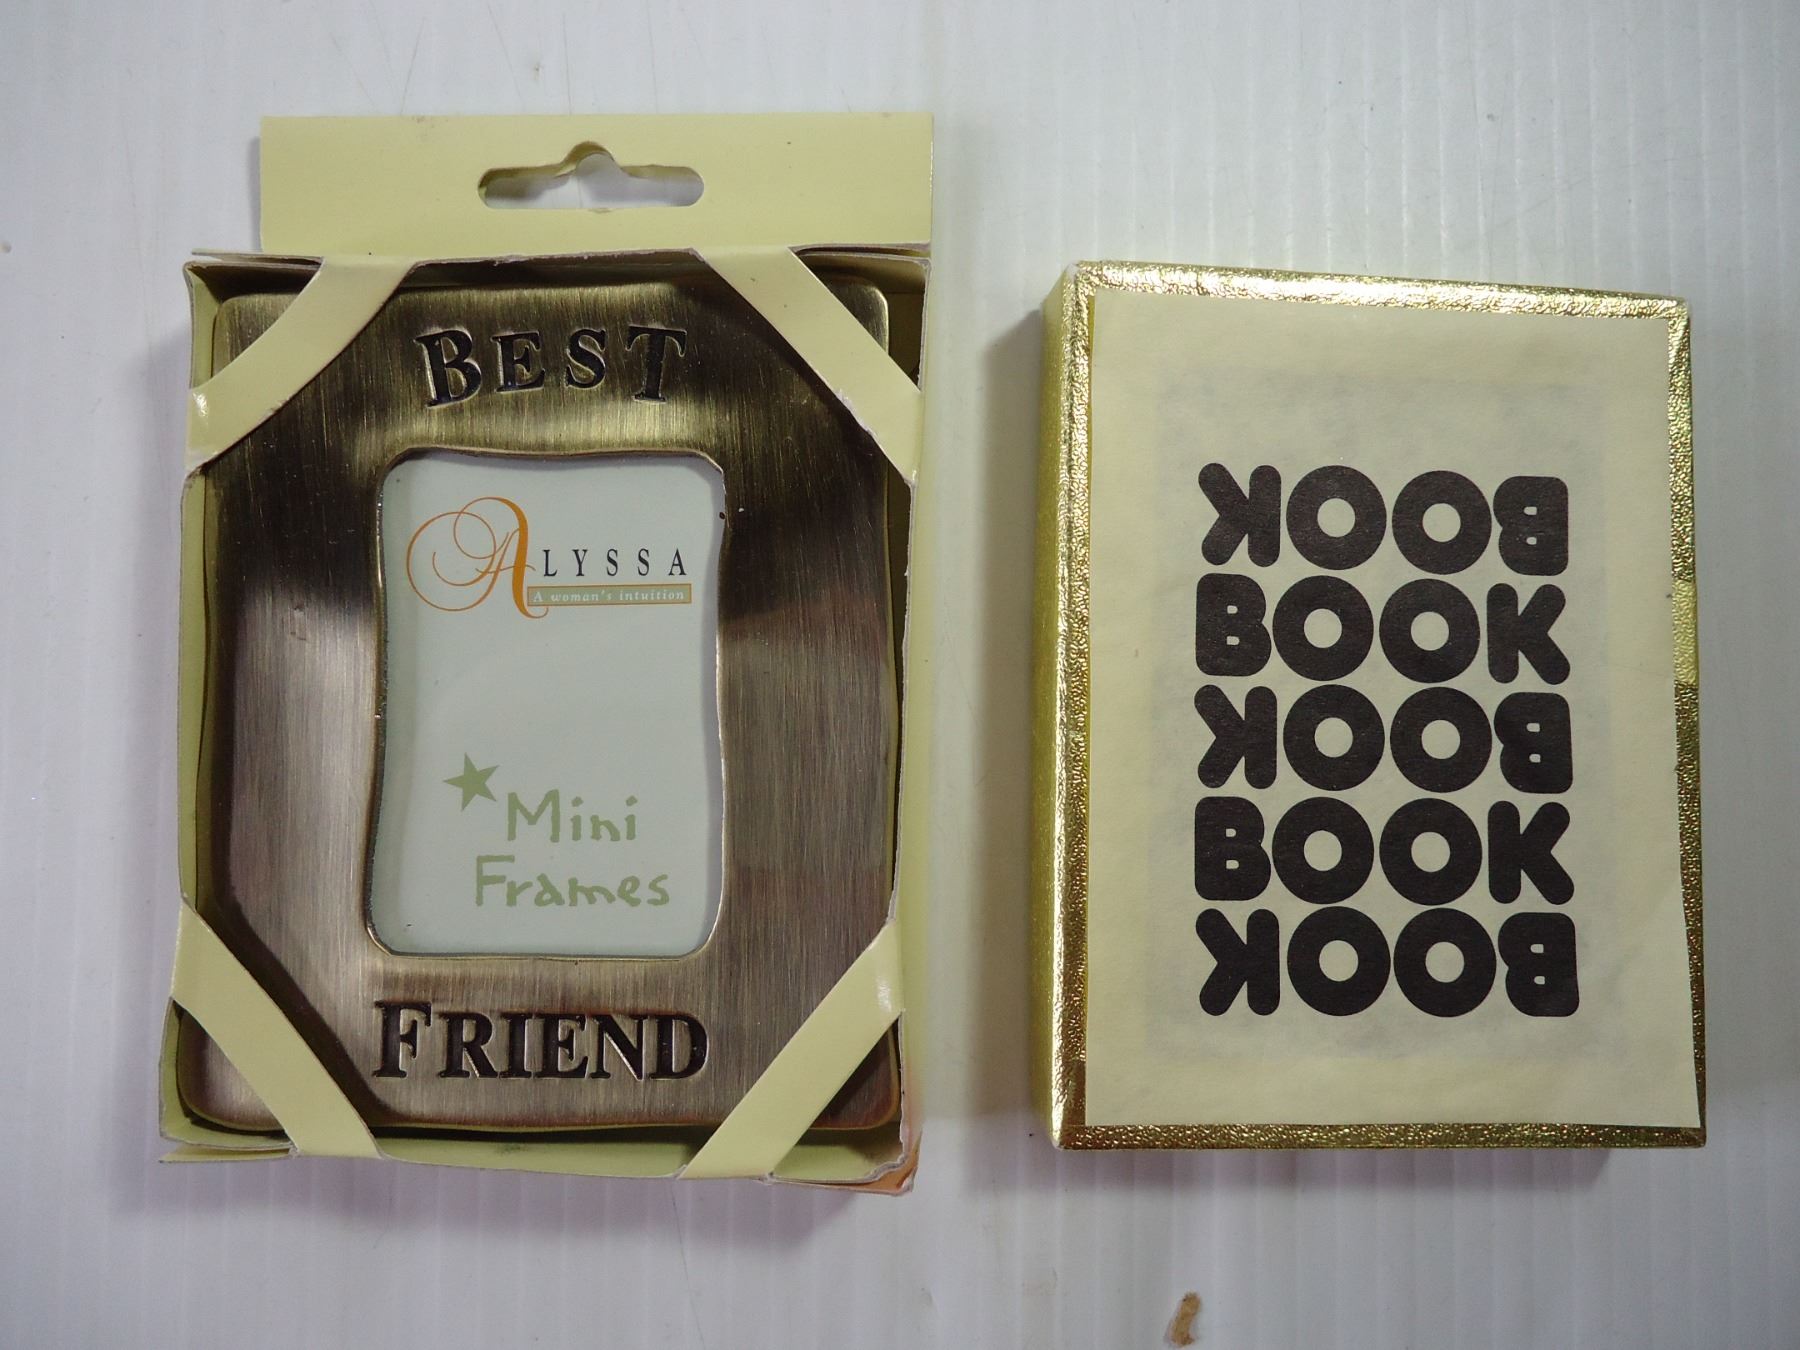 BEST
ALYSSA
A woman's intuition
Mini
Frames
FRIEND
BOOK
BOOK
BOOK
BOOK
BOOK